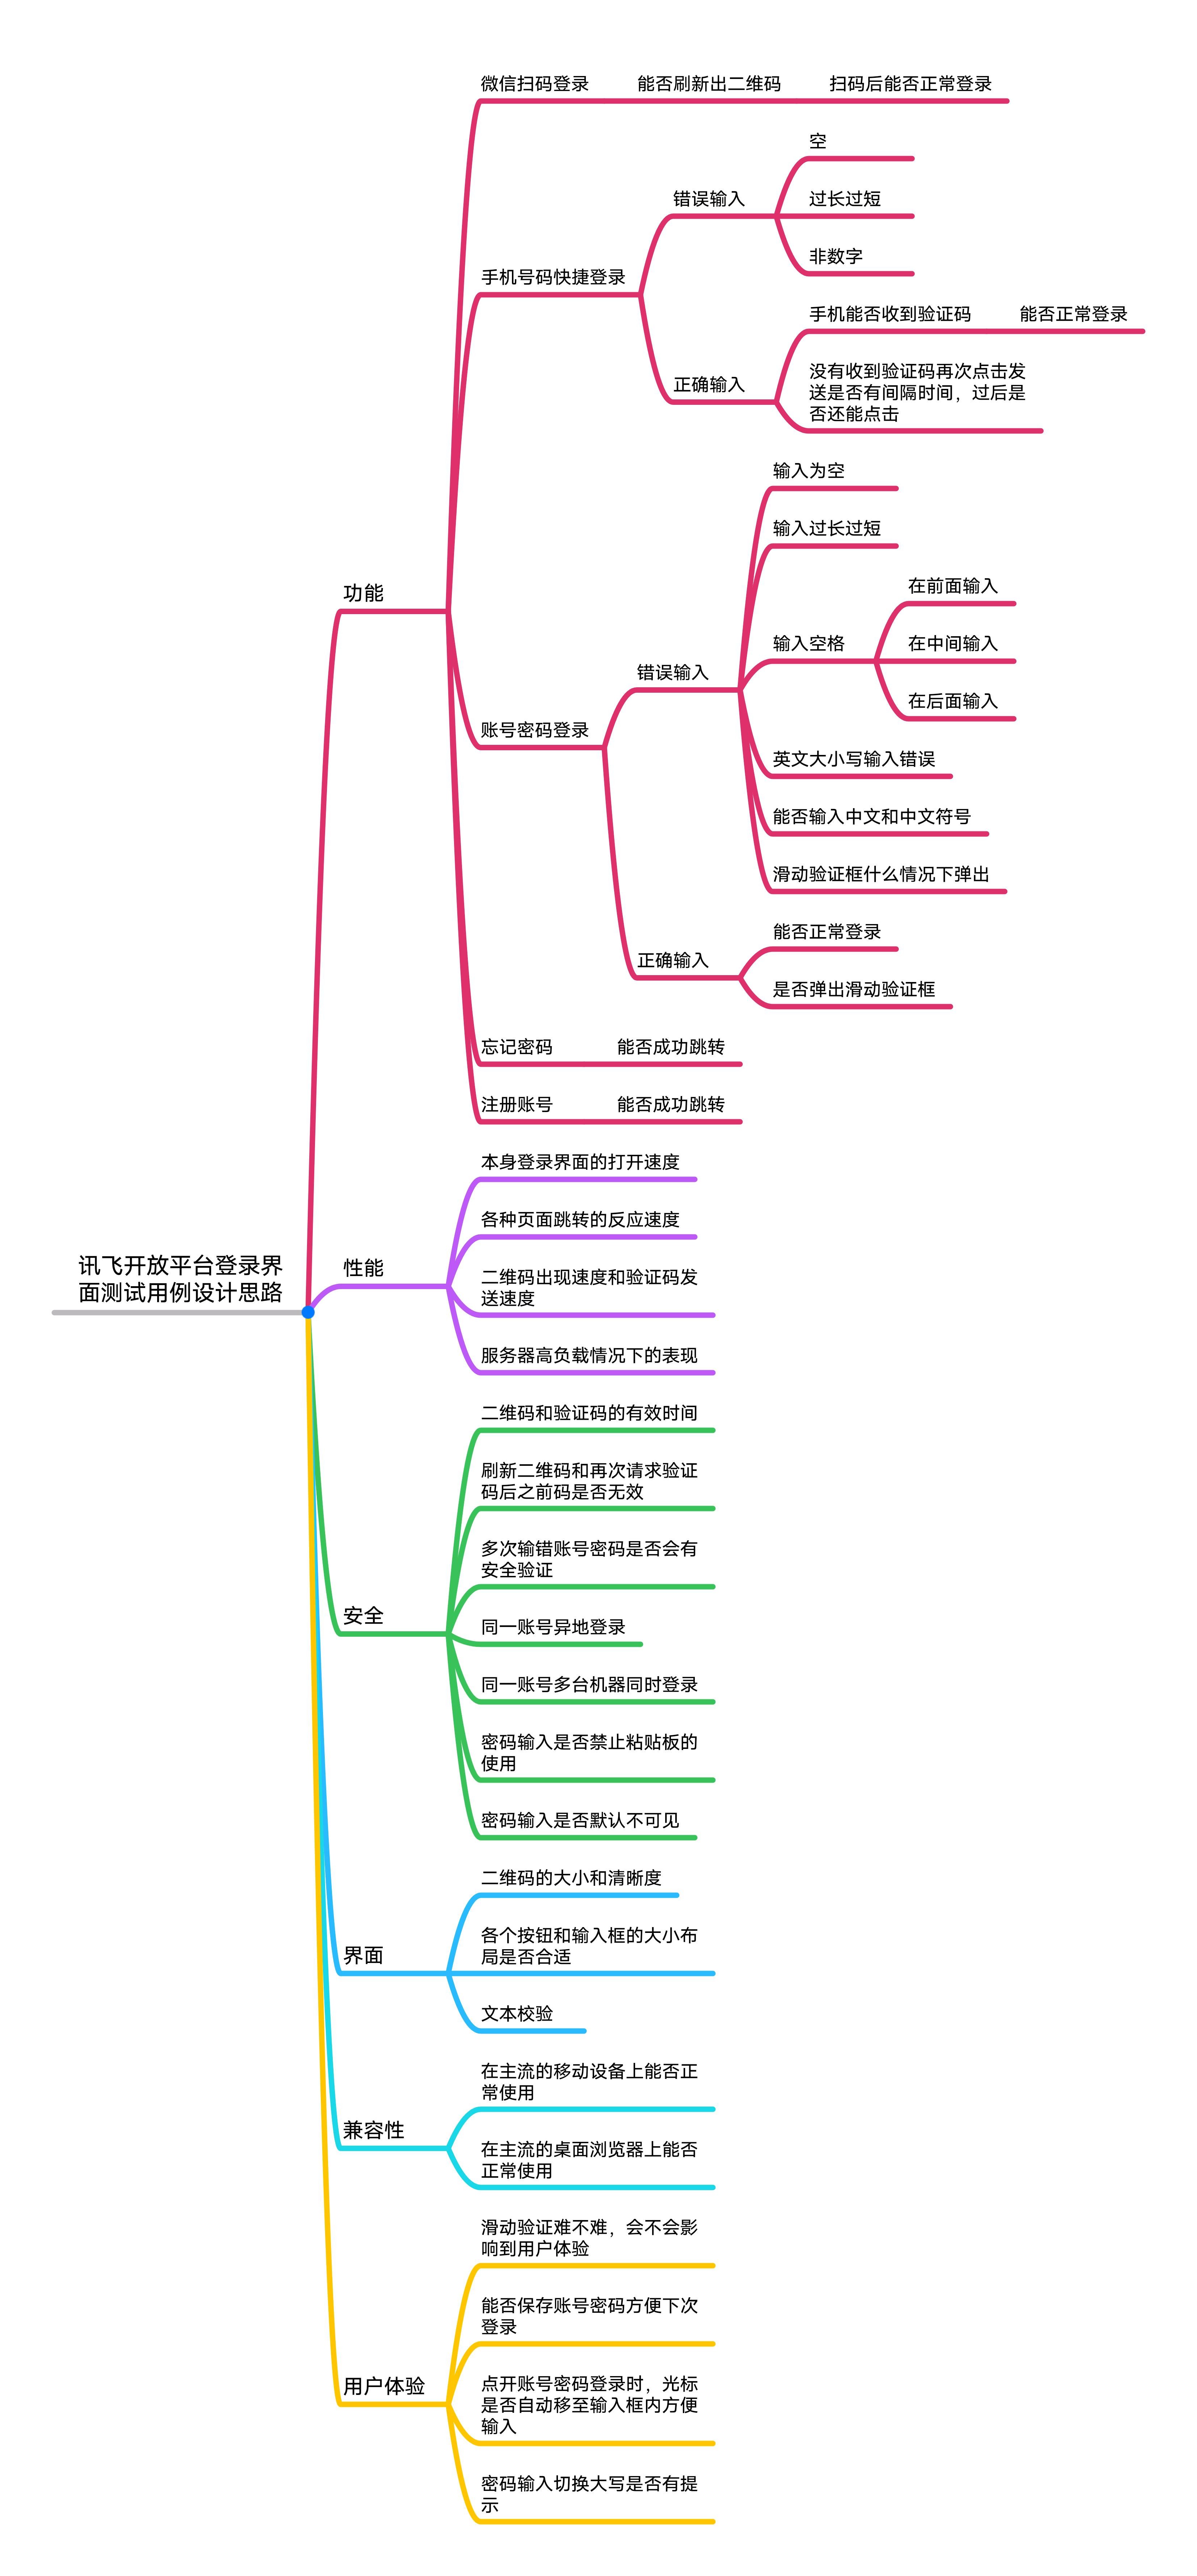 微信扫码登录
能否刷新出二维码
扫码后能否正常登录
空
错误输入
过长过短
非数字
手机号码快捷登录
手机能否收到验证码
能否正常登录
正确输入
没有收到验证码再次点击发
送是否有间隔时间，过后是
否还能点击
输入为空
输入过长过短
功能
在前面输入
输入空格
在中间输入
错误输入
在后面输入
账号密码登录
英文大小写输入错误
能否输入中文和中文符号
滑动验证框什么情况下弹出
能否正常登录
正确输入
是否弹出滑动验证框
忘记密码
能否成功跳转
注册账号
能否成功跳转
本身登录界面的打开速度
各种页面跳转的反应速度
讯飞开放平台登录界
面测试用例设计思路
性能
二维码出现速度和验证码发
送速度
服务器高负载情况下的表现
二维码和验证码的有效时间
刷新二维码和再次请求验证
码后之前码是否无效
多次输错账号密码是否会有
安全验证
安全
同一账号异地登录
同一账号多台机器同时登录
密码输入是否禁止粘贴板的
使用
密码输入是否默认不可见
二维码的大小和清晰度
界面
各个按钮和输入框的大小布
局是否合适
文本校验
在主流的移动设备上能否正
常使用
兼容性
在主流的桌面浏览器上能否
正常使用
滑动验证难不难，会不会影
响到用户体验
能否保存账号密码方便下次
登录
用户体验
点开账号密码登录时，光标
是否自动移至输入框内方便
输入
密码输入切换大写是否有提
示